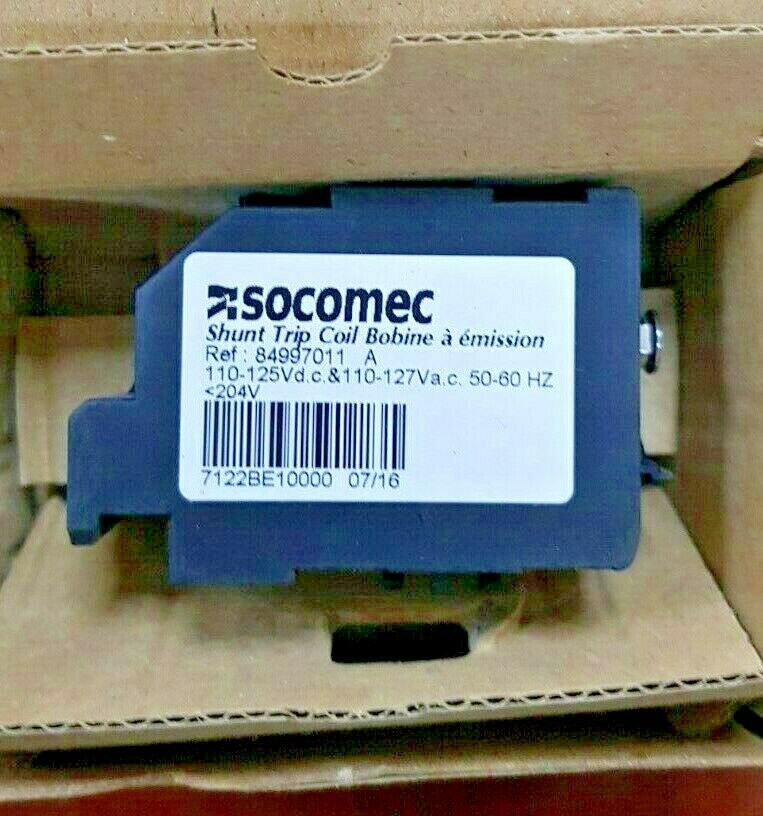 socomec
Shunt Trip Coil Bobine à émission
Ref : 84997011 A
110-125Vd.c.&110-127Va.c. 50-60 HZ
<204V
7122BE10000 07/16